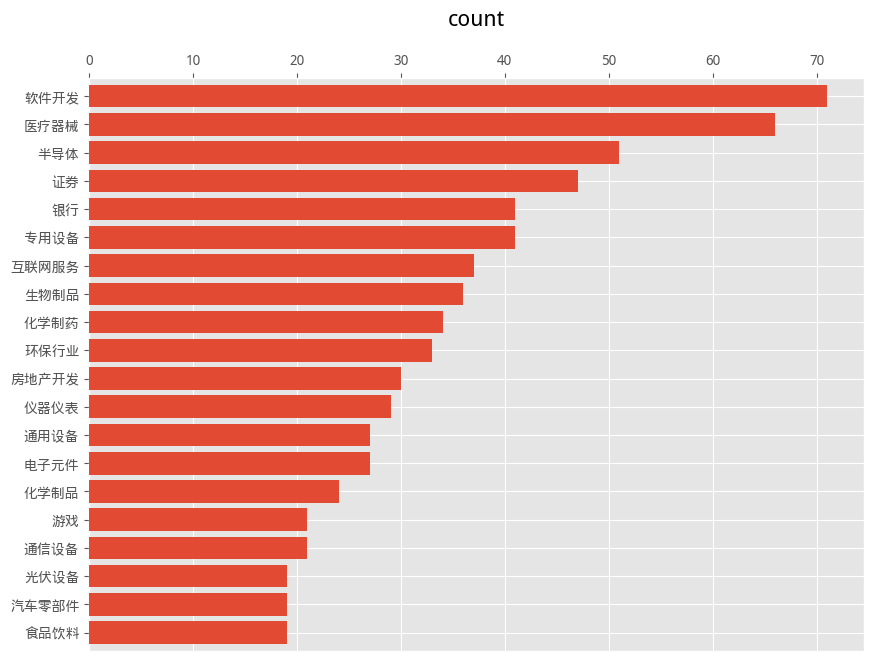 count
0 10 20 30 40 50 60 70
软件开发
医疗器械
半导体
证券
银行
专用设备
互联网服务
生物制品
化学制药
环保行业
房地产开发
仪器仪表
通用设备
电子元件
化学制品
游戏
通信设备
光伏设备
汽车零部件
食品饮料